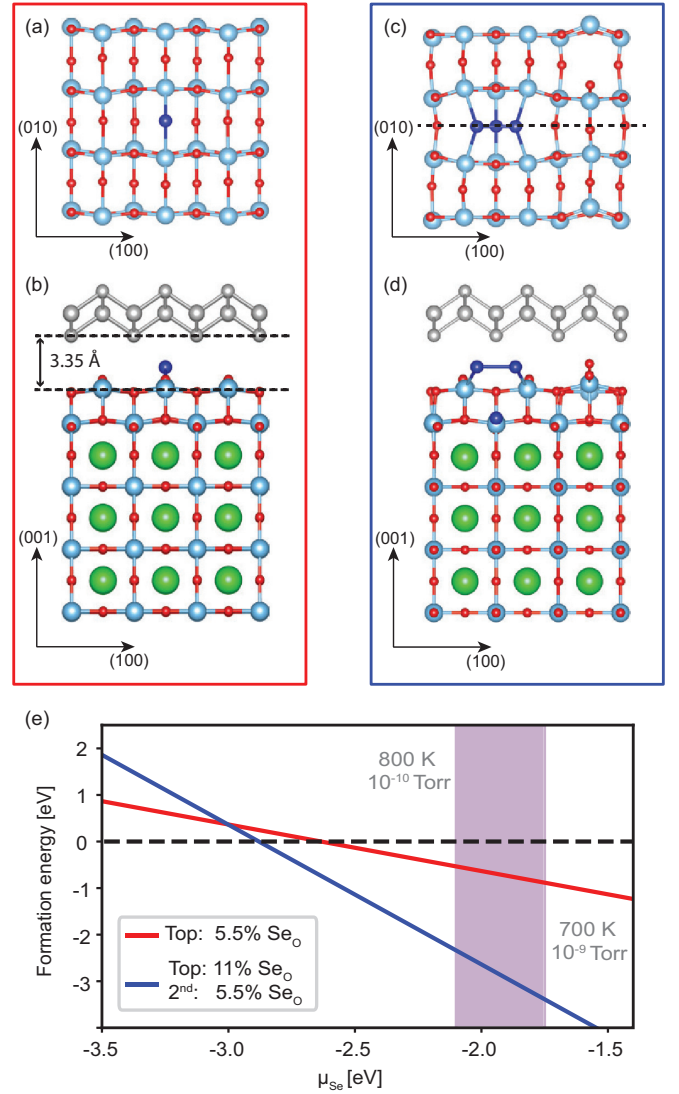 (a)
(010)
(100)
(c)
(010)
(100)
(b)
3.35 Å
(001)
(100)
(d)
(001)
(100)
(e)
Formation energy [eV]
2
1
0
-1
-2
-3
800 K
10⁻¹⁰ Torr
700 K
10⁻⁹ Torr
Top: 5.5% Seₒ
Top: 11% Seₒ
2ⁿᵈ: 5.5% Seₒ
-3.5 -3.0 -2.5 -2.0 -1.5
μSe [eV]